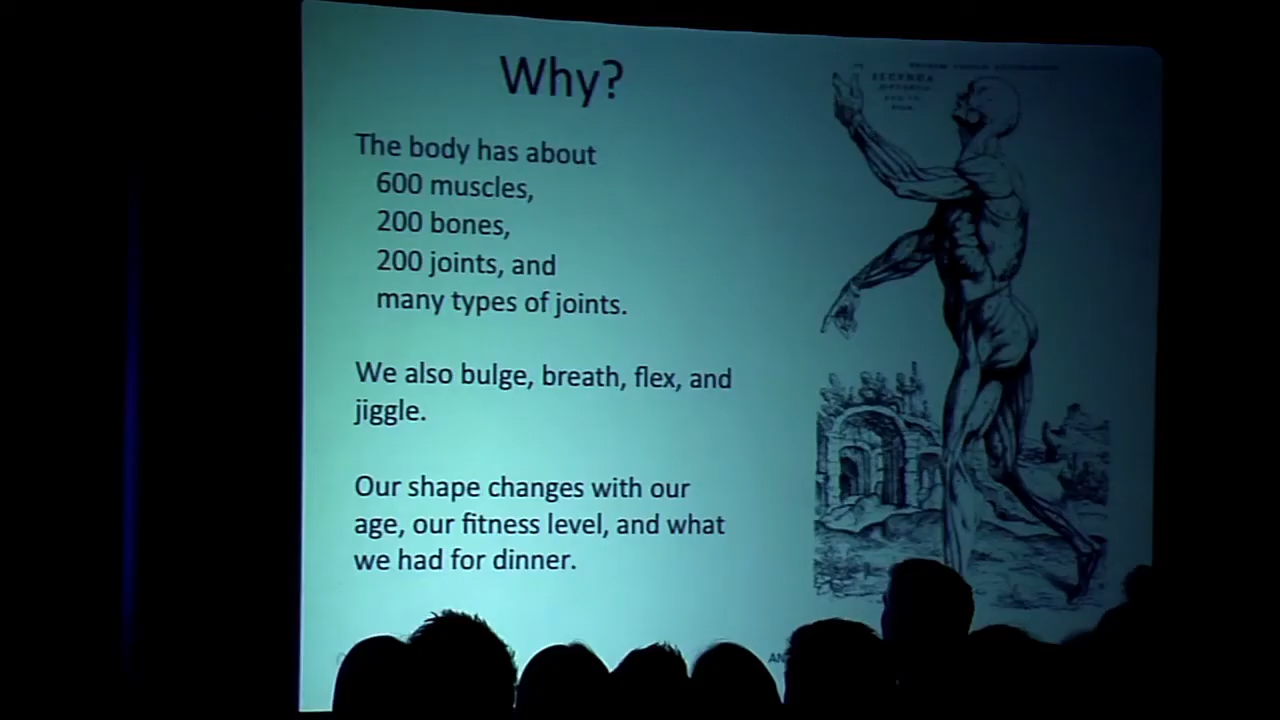 Why?
The body has about
600 muscles,
200 bones,
200 joints, and
many types of joints.
We also bulge, breath, flex, and
jiggle.
Our shape changes with our
age, our fitness level, and what
we had for dinner.
SECVNDA